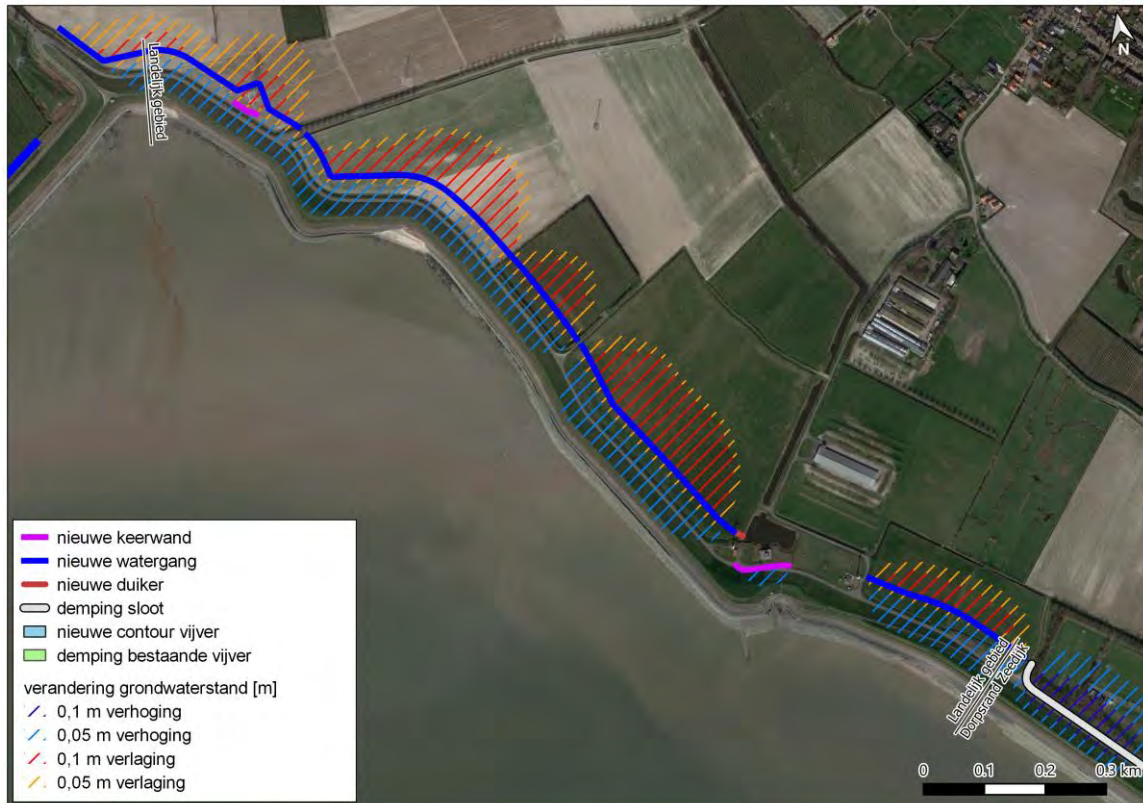 Landelijk gebied
N
nieuwe keerwand
nieuwe watergang
nieuwe duiker
demping sloot
nieuwe contour vijver
demping bestaande vijver
verandering grondwaterstand [m]
0,1 m verhoging
0,05 m verhoging
0,1 m verlaging
0,05 m verlaging
Landelijk gebied
Dorpsrand Zeedijk
0 0.1 0.2 0.3 km